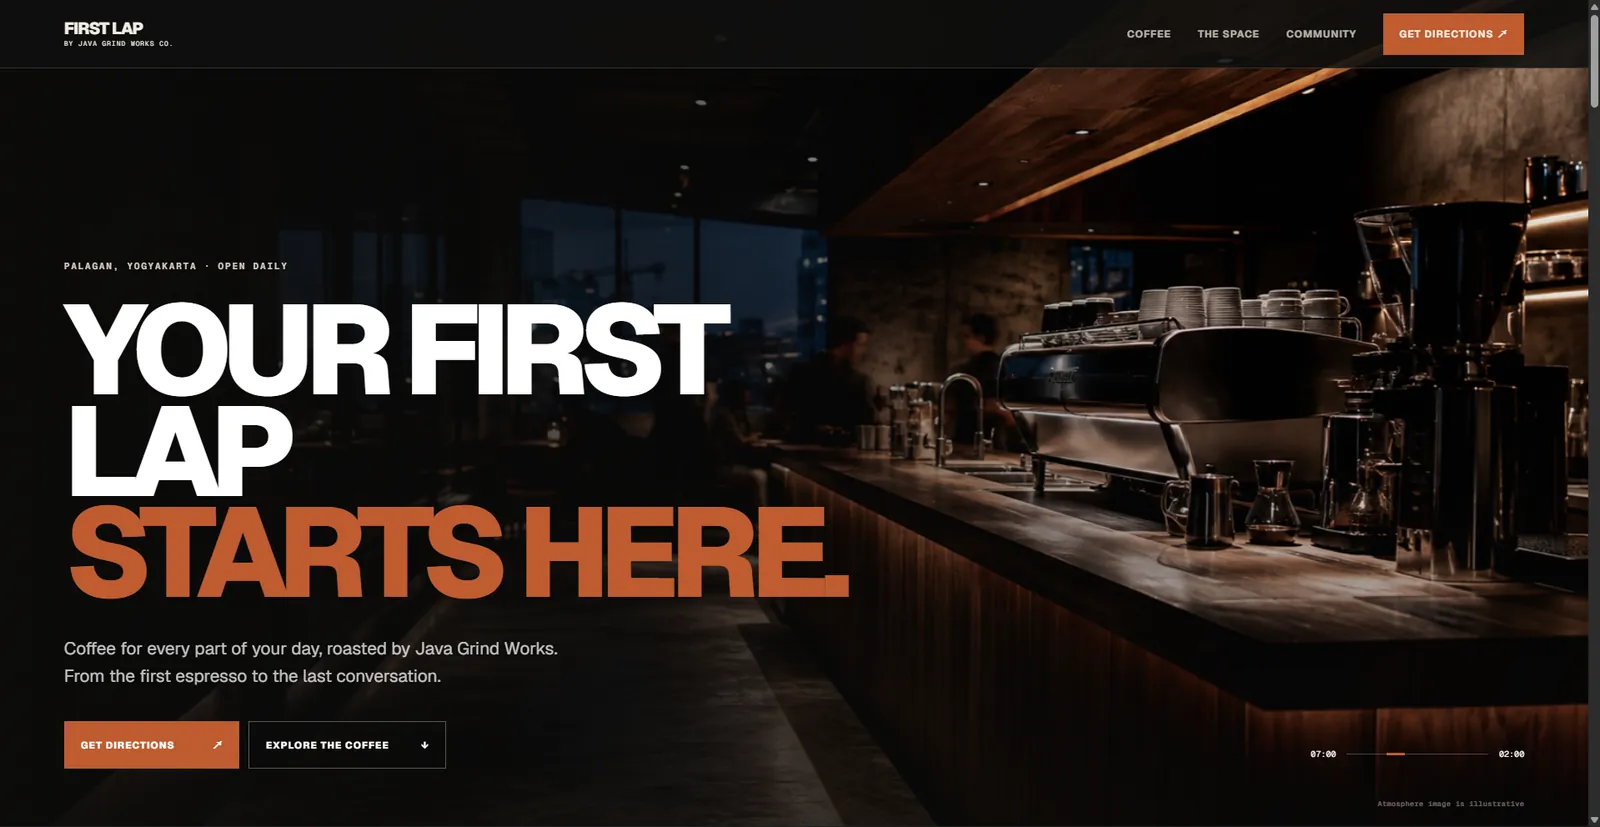 FIRST LAP
BY JAVA GRIND WORKS CO.
COFFEE
THE SPACE
COMMUNITY
GET DIRECTIONS ↗
PALAGAN, YOGYAKARTA · OPEN DAILY
YOUR FIRST
LAP
STARTS HERE.
Coffee for every part of your day, roasted by Java Grind Works.
From the first espresso to the last conversation.
GET DIRECTIONS ↗
EXPLORE THE COFFEE ↓
07:00
02:00
Atmosphere image is illustrative